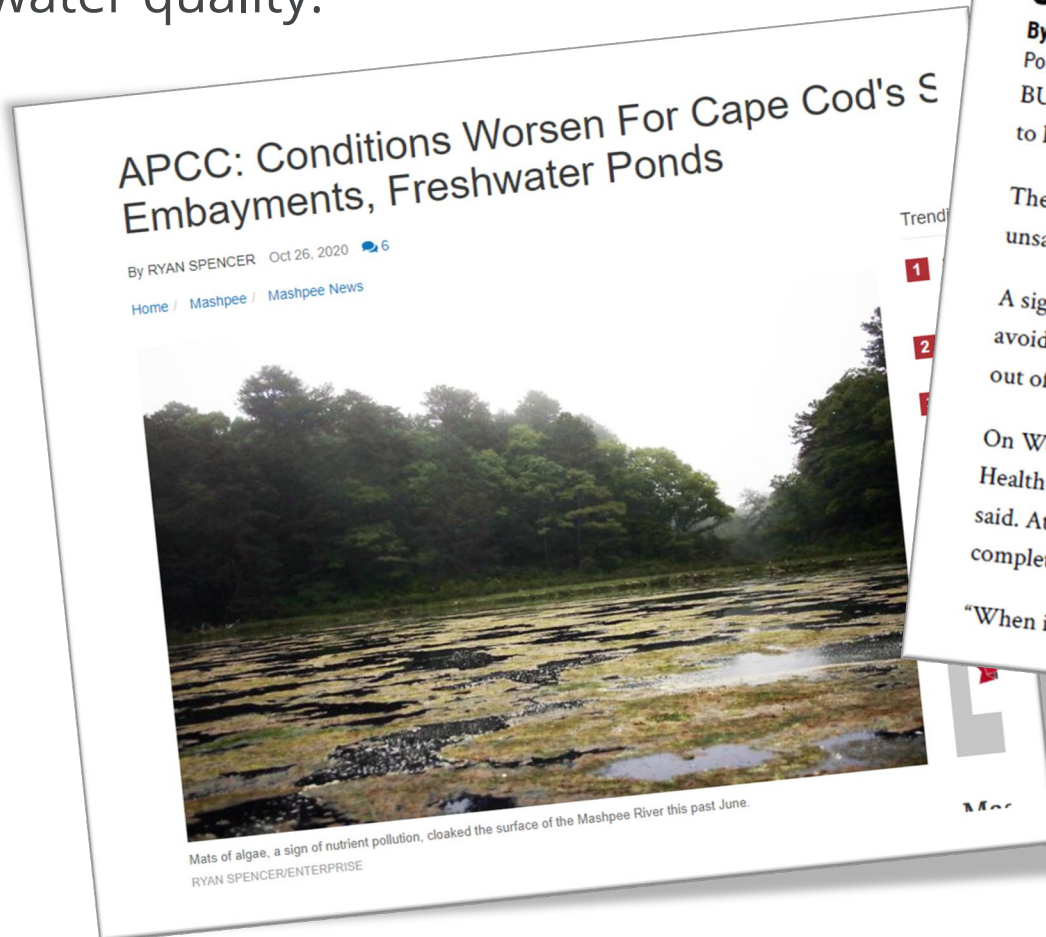 water quality.
APCC: Conditions Worsen For Cape Cod's S
Embayments, Freshwater Ponds
By RYAN SPENCER Oct 26, 2020 6
Home / Mashpee / Mashpee News
Trendi
1
2
Mats of algae, a sign of nutrient pollution, cloaked the surface of the Mashpee River this past June.
RYAN SPENCER/ENTERPRISE
By
Po
BU
to
The
unsa
A sig
avoid
out of
On W
Health
said. At
comple
"When i